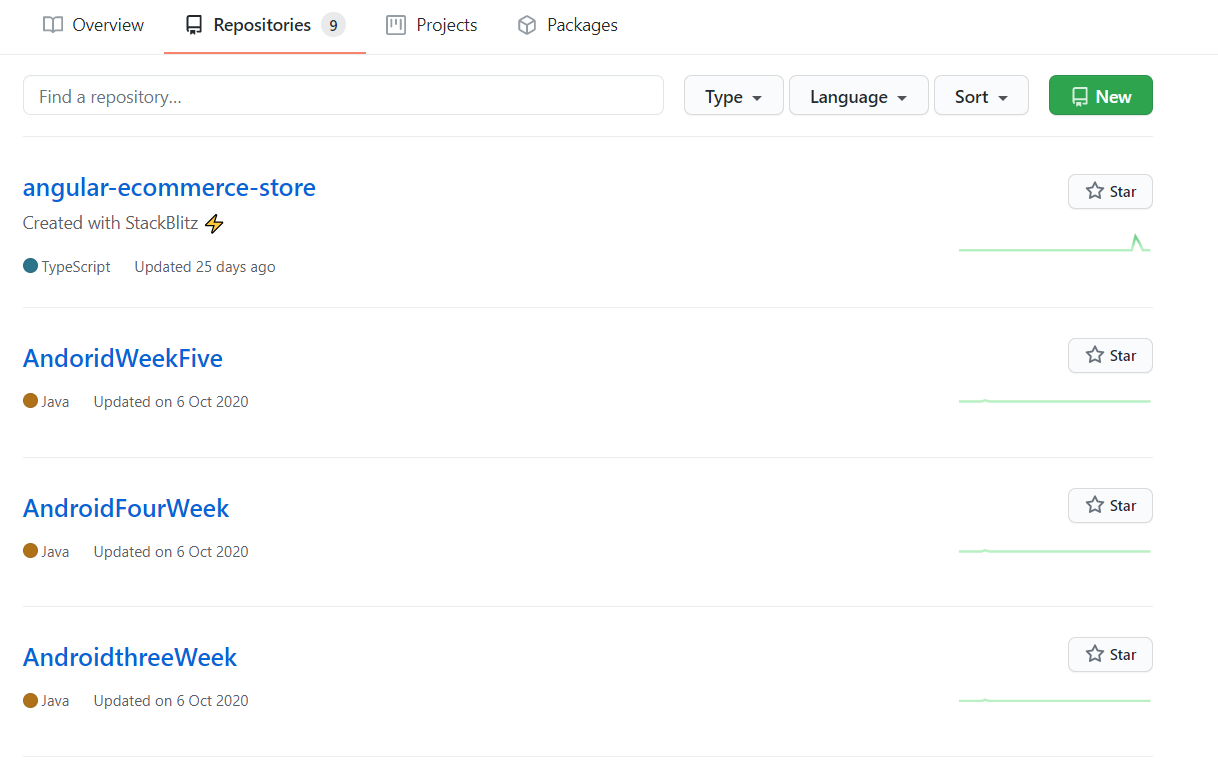 Overview Repositories 9 Projects Packages
Find a repository... Type Language Sort New
angular-ecommerce-store Star
Created with StackBlitz ⚡
TypeScript Updated 25 days ago
AndoridWeekFive Star
Java Updated on 6 Oct 2020
AndroidFourWeek Star
Java Updated on 6 Oct 2020
AndroidthreeWeek Star
Java Updated on 6 Oct 2020